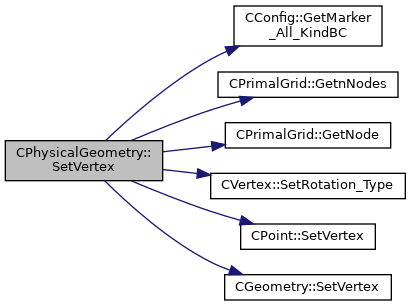 CConfig::GetMarker
_All_KindBC
CPrimalGrid::GetnNodes
CPrimalGrid::GetNode
CPhysicalGeometry::
SetVertex
CVertex::SetRotation_Type
CPoint::SetVertex
CGeometry::SetVertex